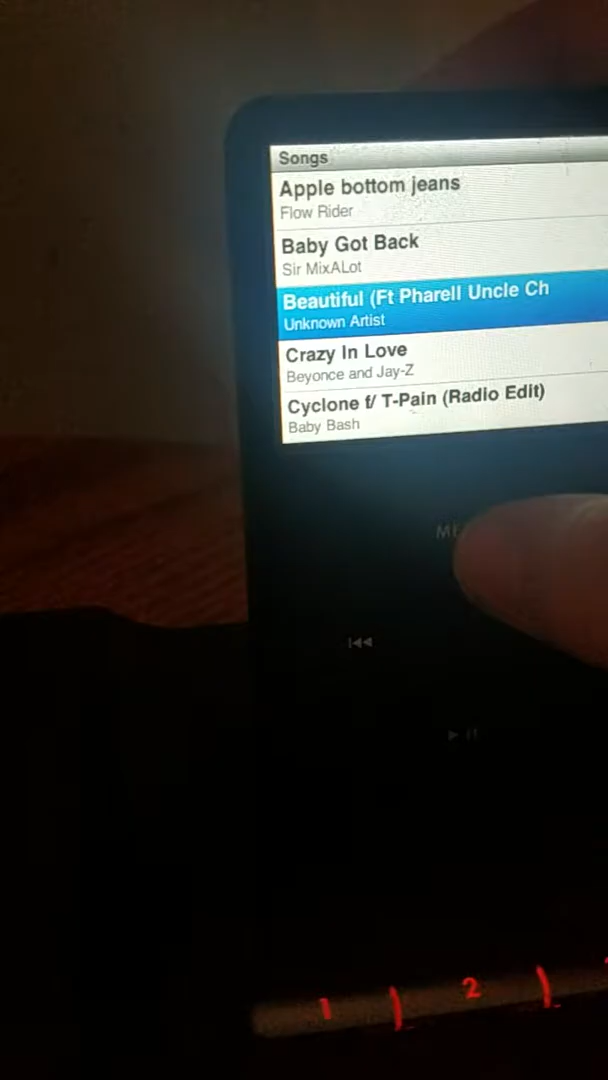 Songs
Apple bottom jeans
Flow Rider
Baby Got Back
Sir MixALot
Beautiful (Ft Pharell Uncle Ch
Unknown Artist
Crazy In Love
Beyonce and Jay-Z
Cyclone f/ T-Pain (Radio Edit)
Baby Bash
ME
1 2